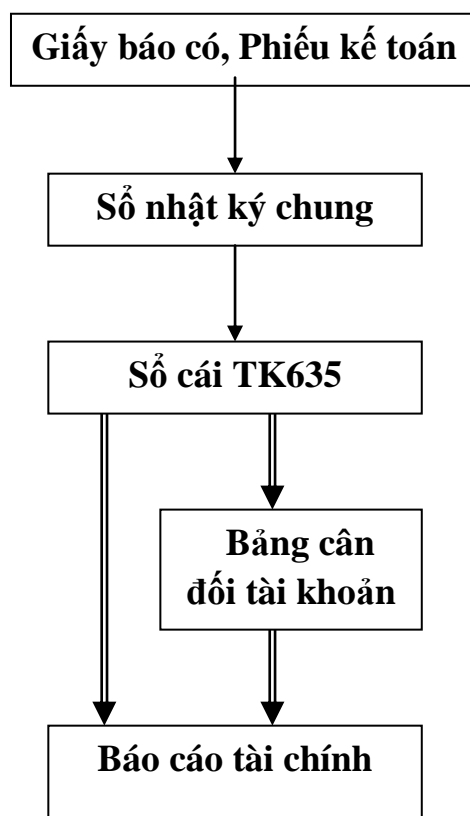 Giấy báo có, Phiếu kế toán
Sổ nhật ký chung
Sổ cái TK635
Bảng cân
đối tài khoản
Báo cáo tài chính